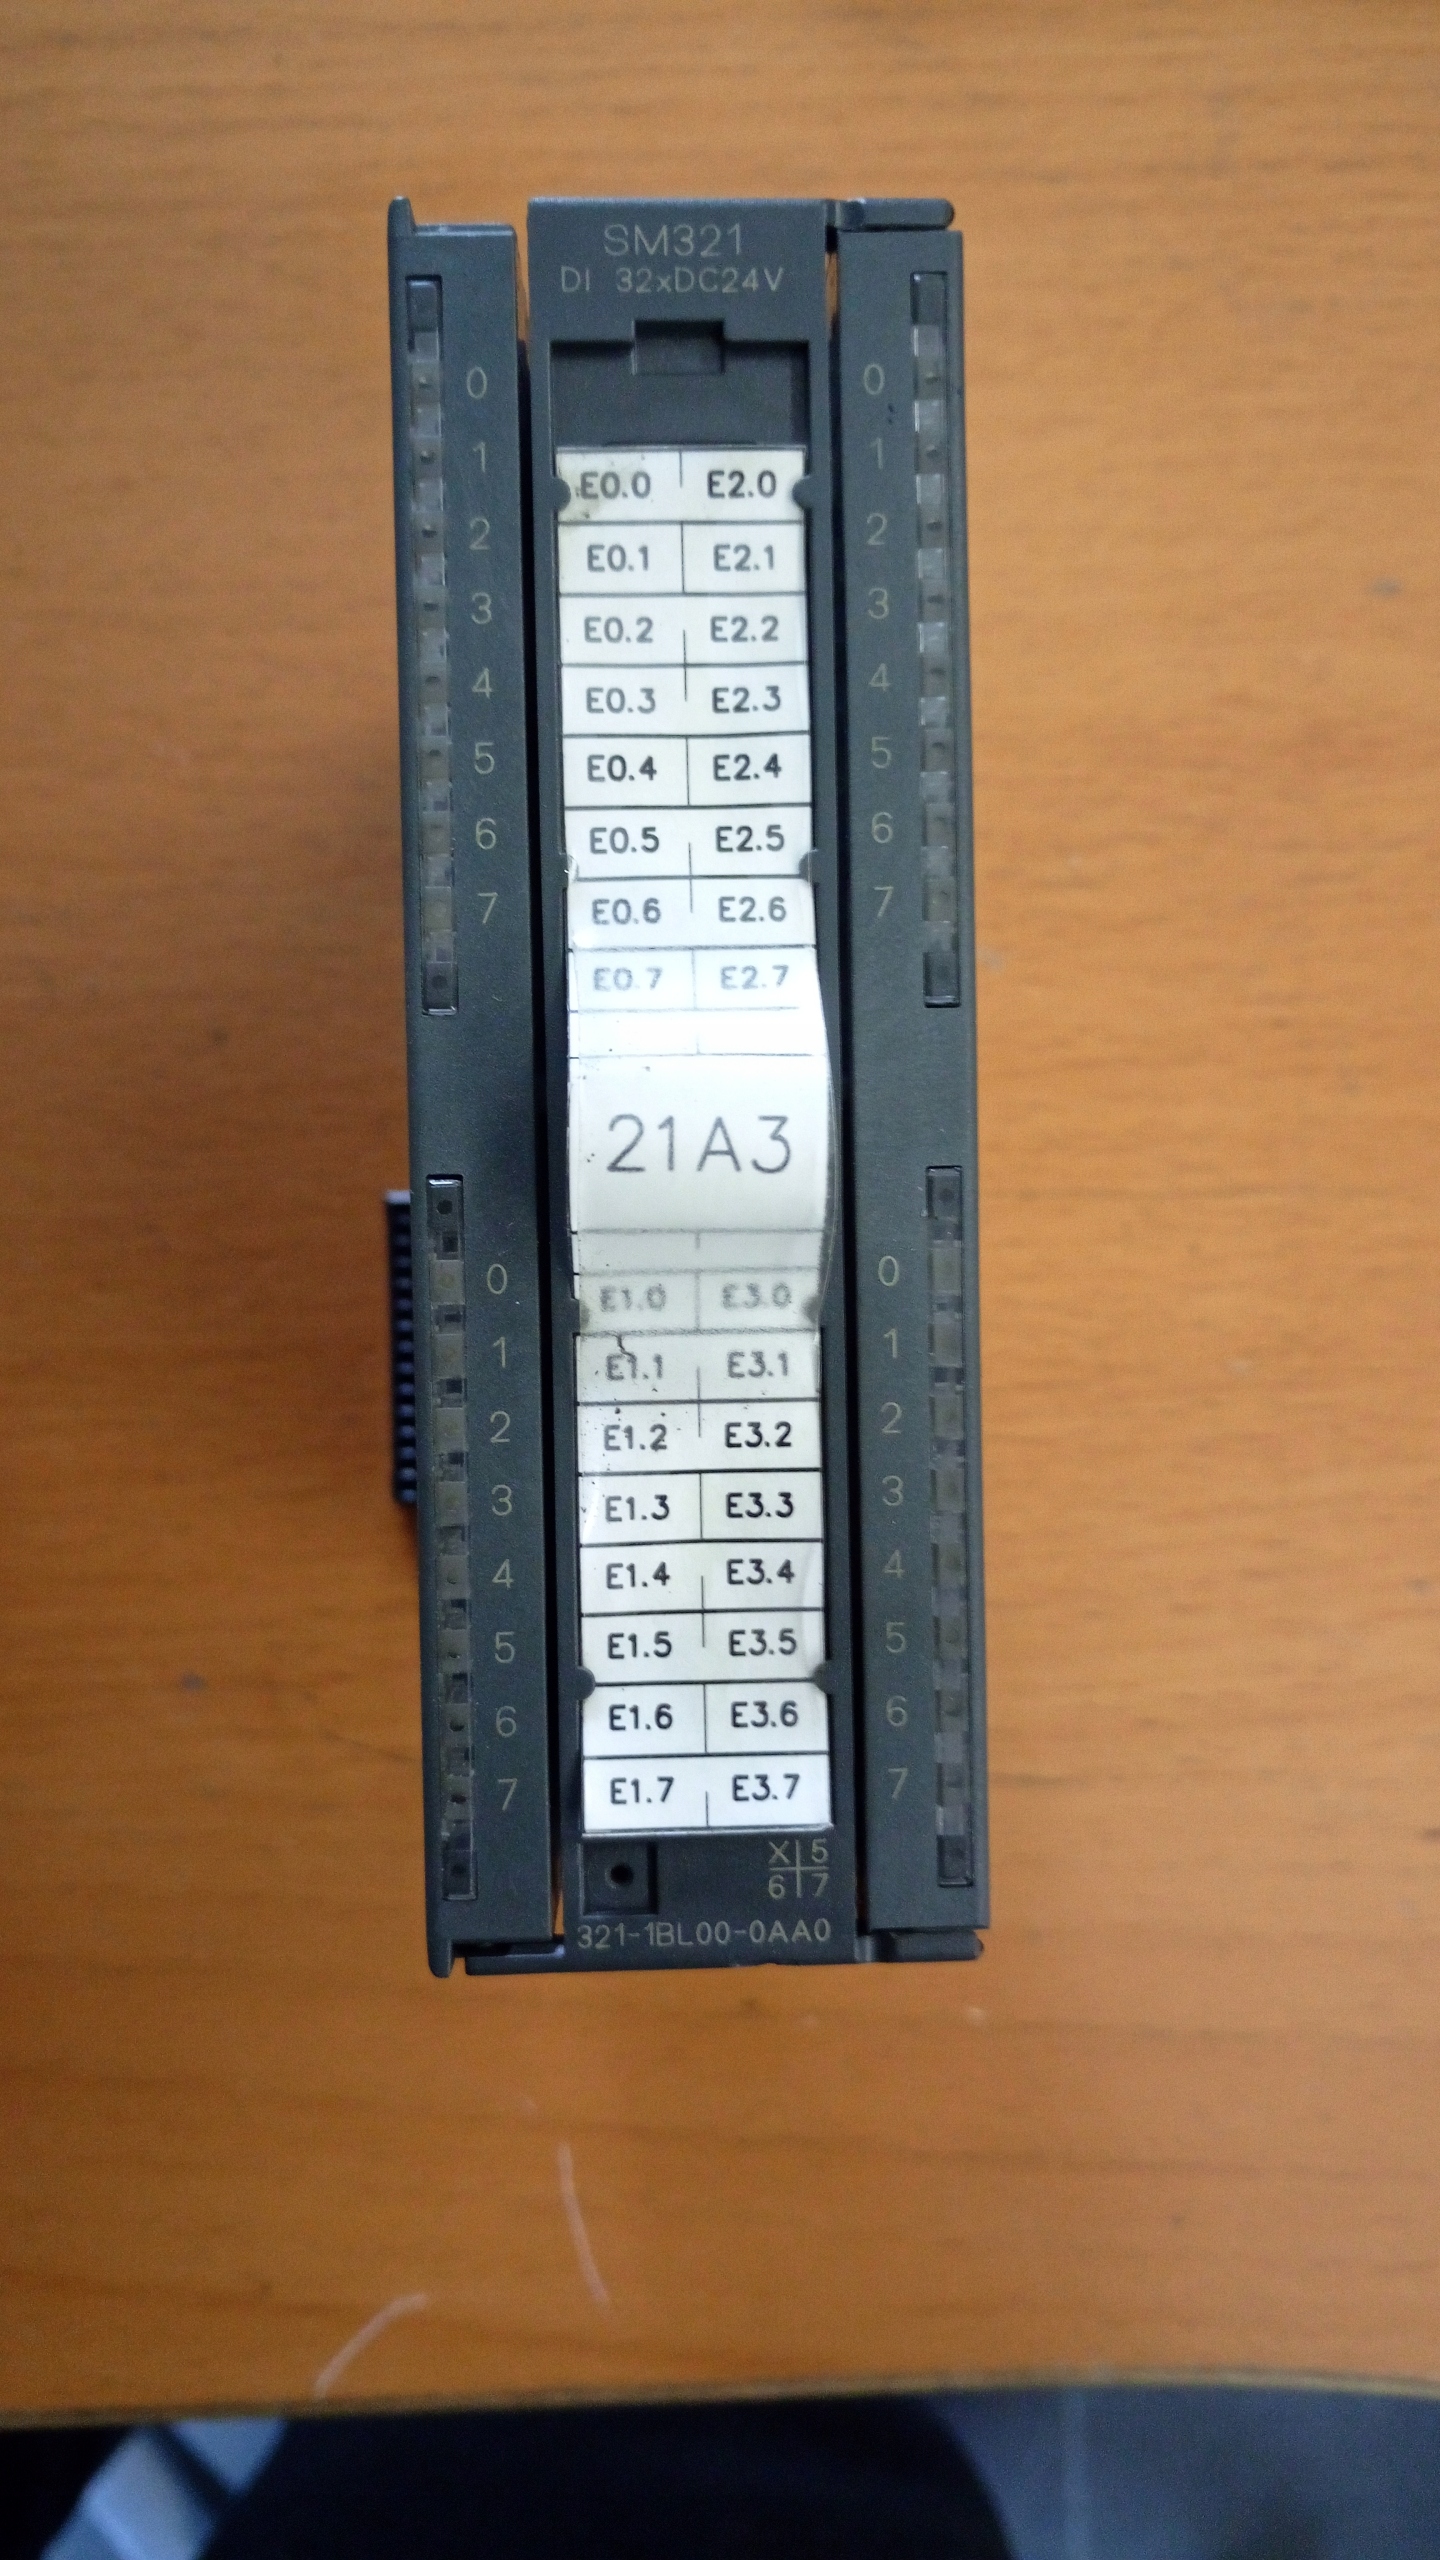 SM321
DI 32xDC24V
0 0
1 1
2 2
3 3
4 4
5 5
6 6
7 7
E0.0 E2.0
E0.1 E2.1
E0.2 E2.2
E0.3 E2.3
E0.4 E2.4
E0.5 E2.5
E0.6 E2.6
E0.7 E2.7
21A3
0 0
1 1
2 2
3 3
4 4
5 5
6 6
7 7
E1.0 E3.0
E1.1 E3.1
E1.2 E3.2
E1.3 E3.3
E1.4 E3.4
E1.5 E3.5
E1.6 E3.6
E1.7 E3.7
X 5
6 7
321-1BL00-0AA0